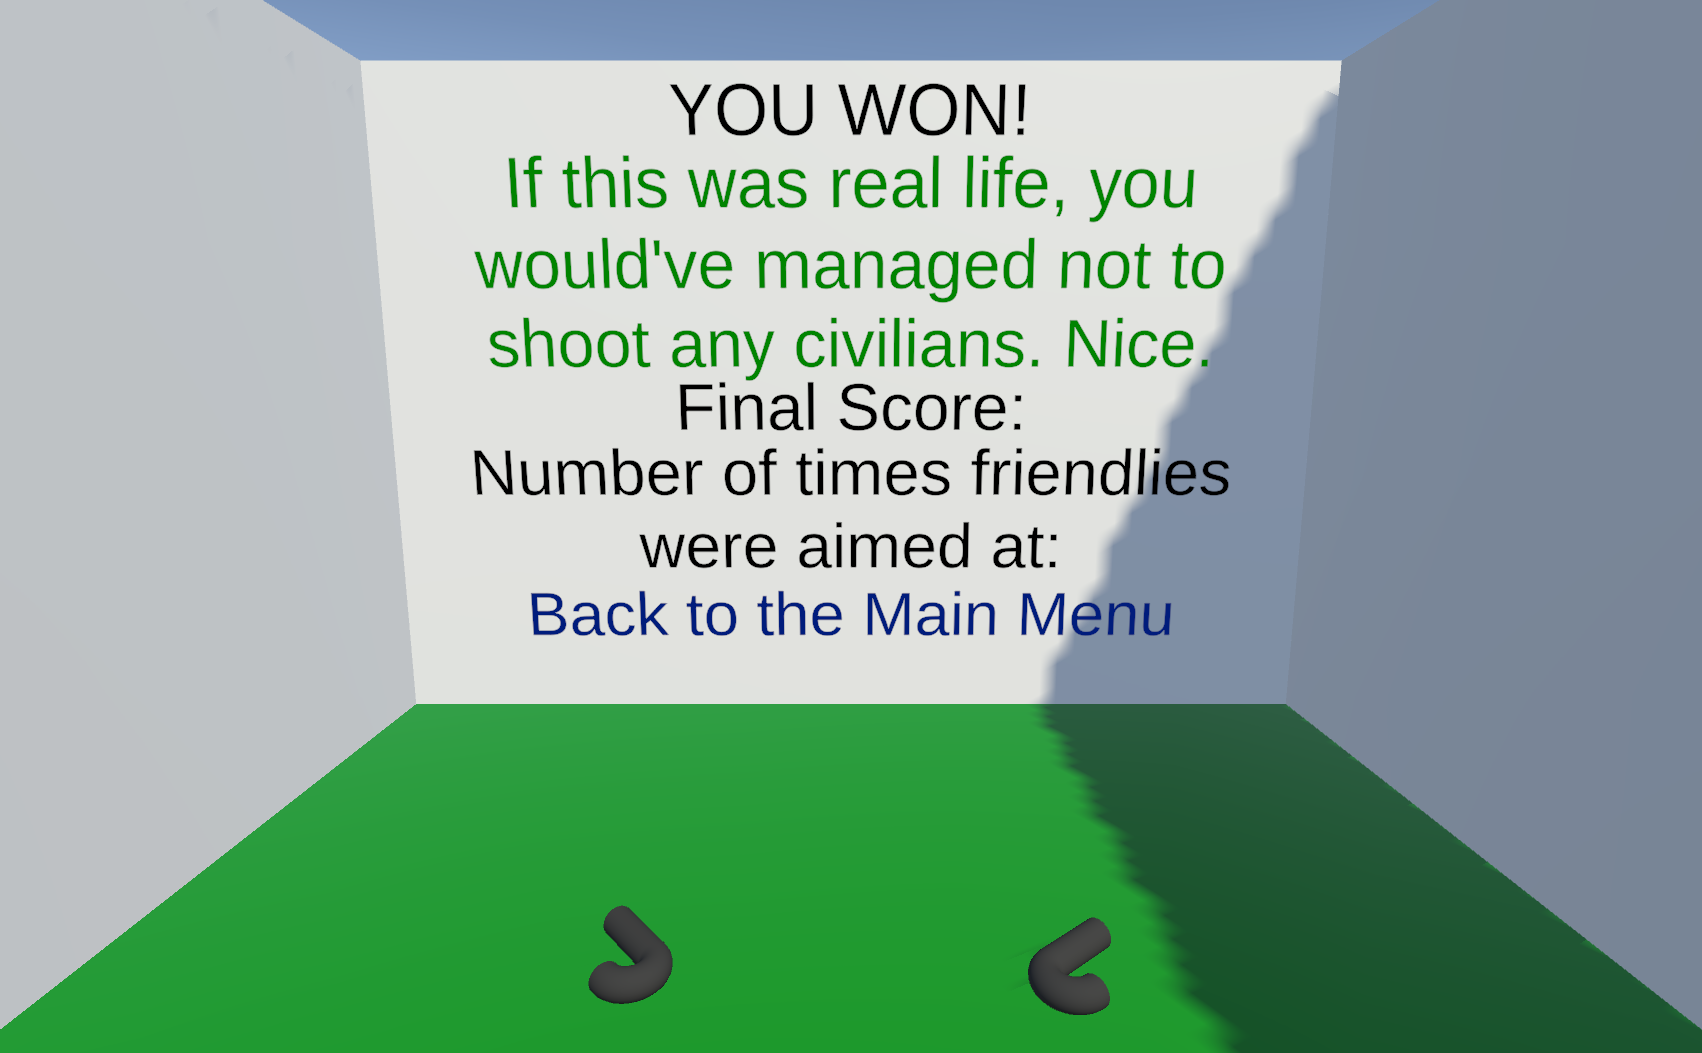 YOU WON!
If this was real life, you
would've managed not to
shoot any civilians. Nice.
Final Score:
Number of times friendlies
were aimed at:
Back to the Main Menu